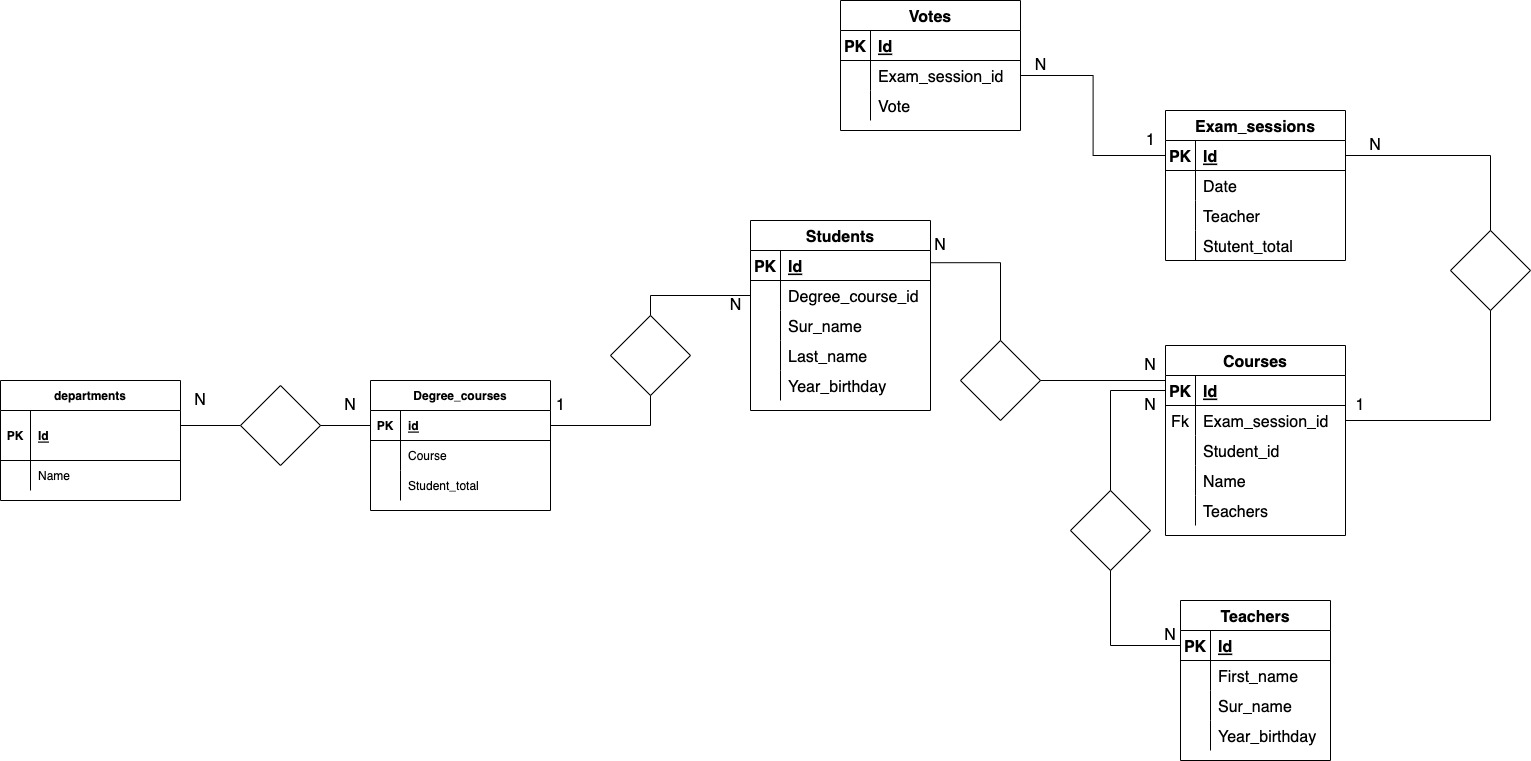 Votes
PK Id
Exam_session_id
Vote
N
1
Exam_sessions
PK Id
Date
Teacher
Stutent_total
N
Students
PK Id
Degree_course_id
Sur_name
Last_name
Year_birthday
N
N
departments
PK Id
Name
N
N
Degree_courses
PK id
Course
Student_total
1
N
N
Courses
PK Id
Fk Exam_session_id
Student_id
Name
Teachers
1
N
Teachers
PK Id
First_name
Sur_name
Year_birthday